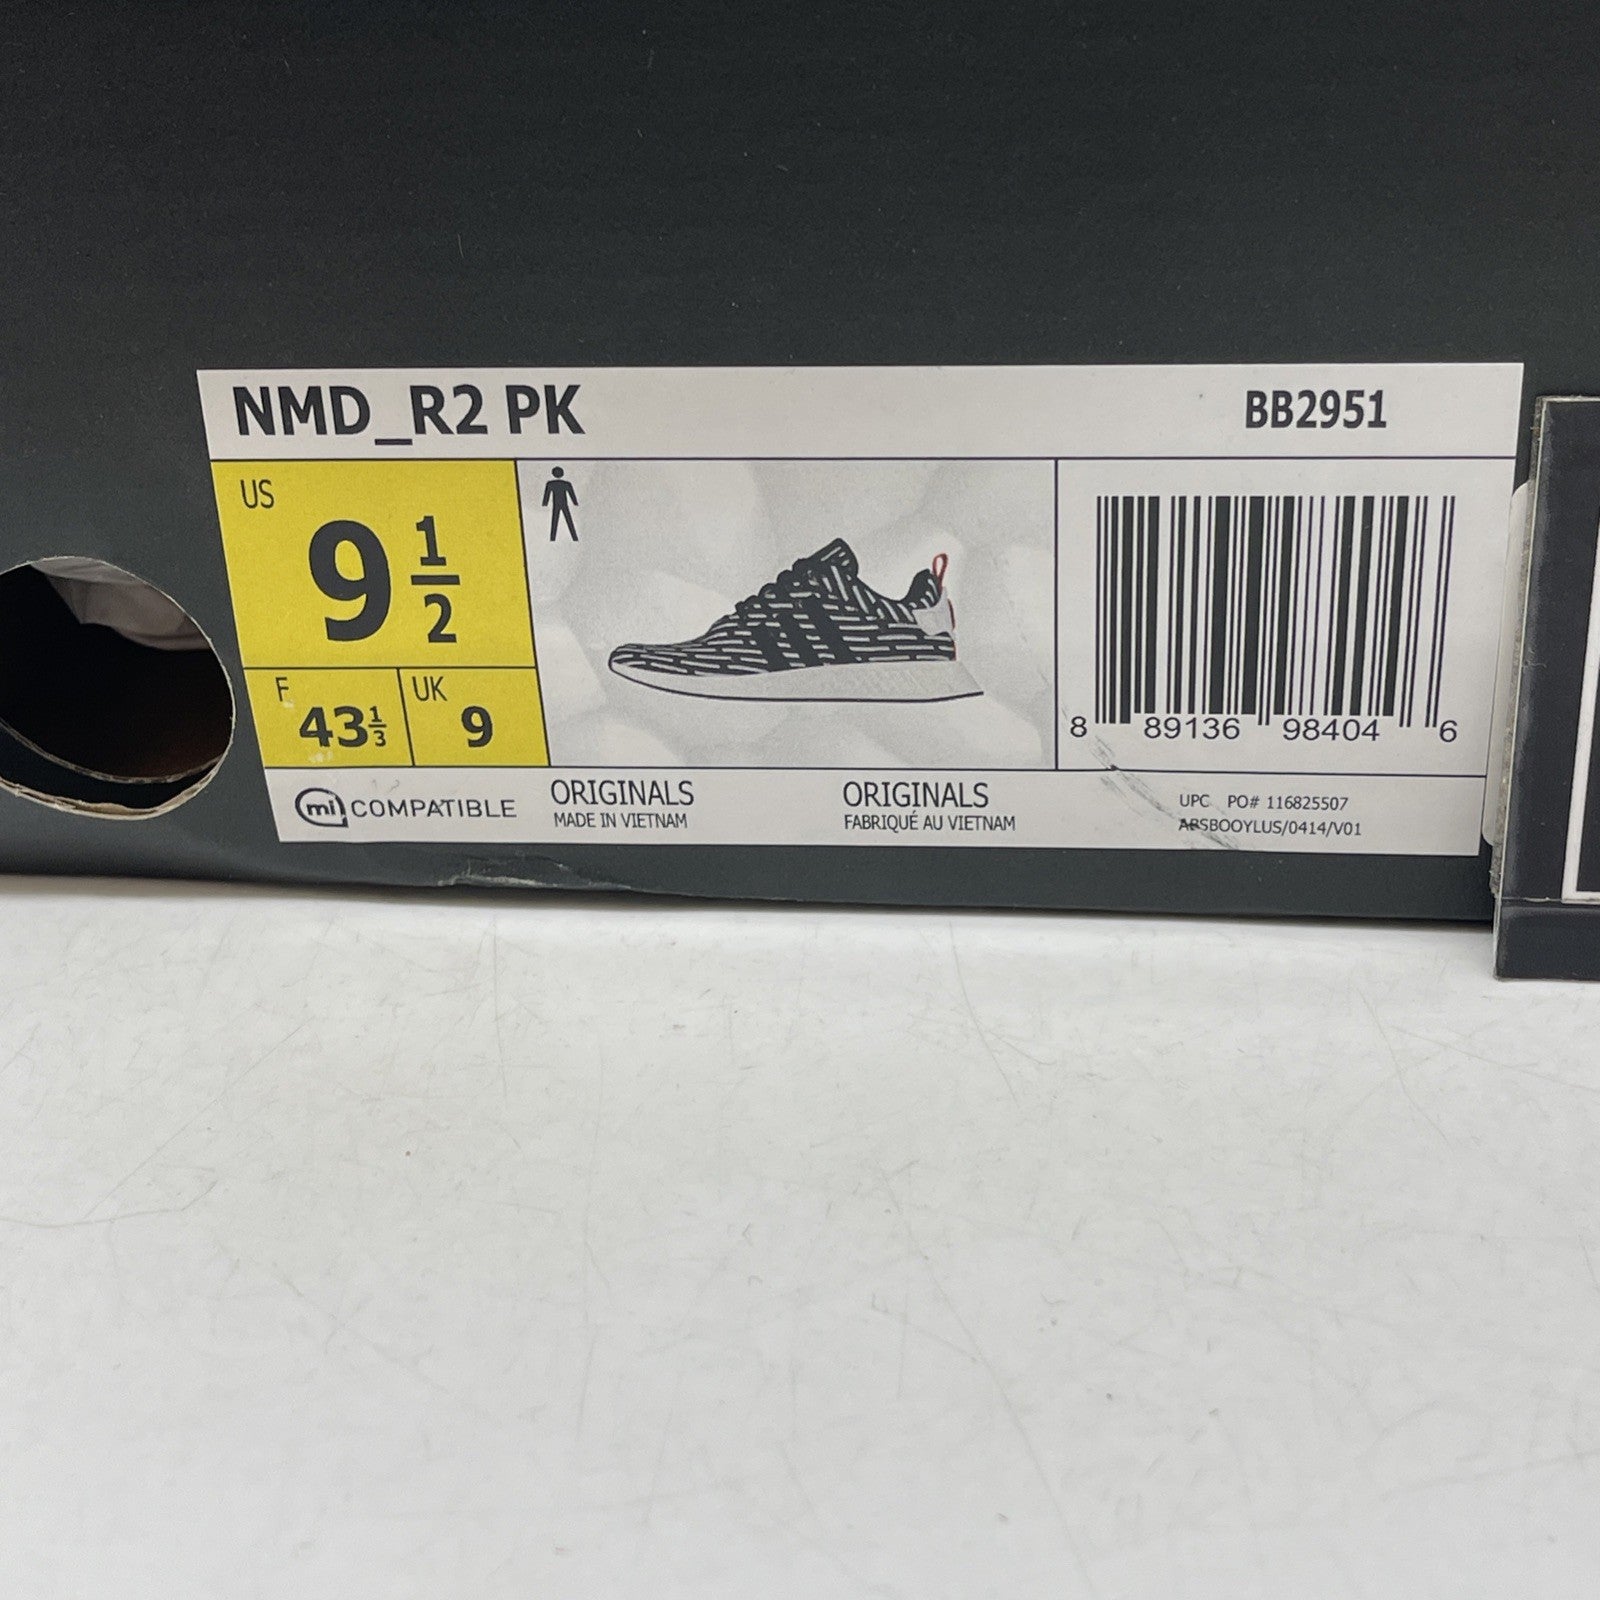 NMD_R2 PK BB2951
US
9 1/2
F 43 1/3 UK 9
8 89136 98404 6
mi COMPATIBLE
ORIGINALS
MADE IN VIETNAM
ORIGINALS
FABRIQUÉ AU VIETNAM
UPC PO# 116825507
ARSBOOYLUS/0414/V01